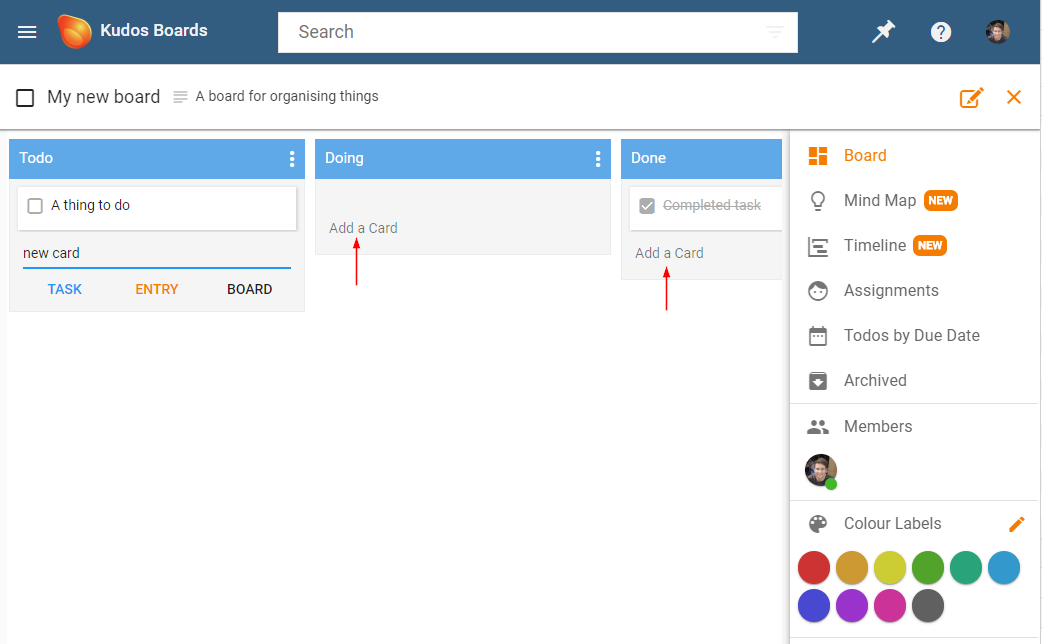 Kudos Boards
Search
My new board
A board for organising things
Todo
A thing to do
new card
TASK ENTRY BOARD
Doing
Add a Card
Done
Completed task
Add a Card
Board
Mind Map NEW
Timeline NEW
Assignments
Todos by Due Date
Archived
Members
Colour Labels